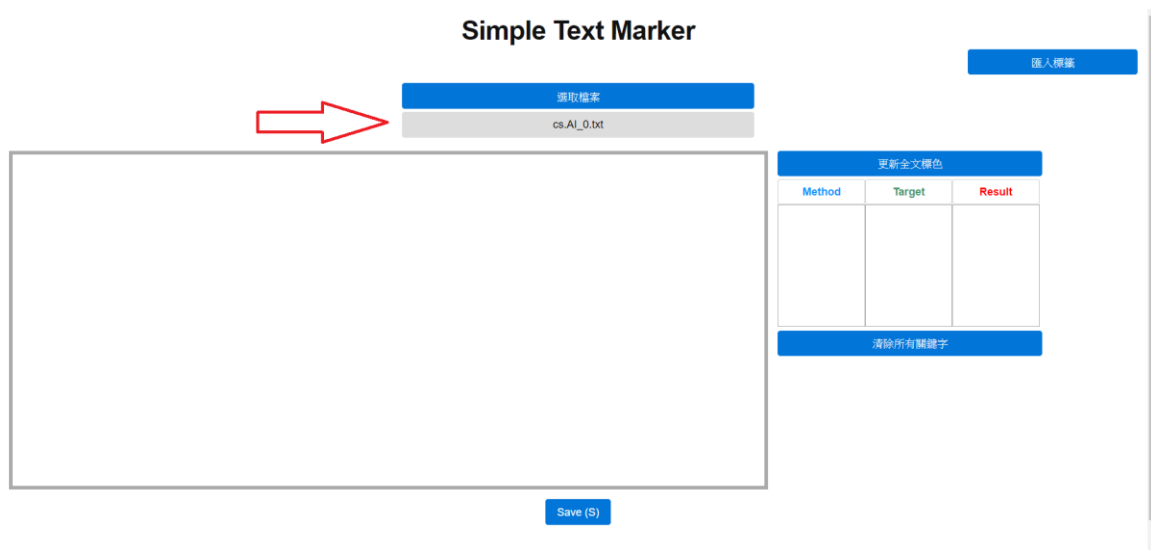 Simple Text Marker
匯入標籤
選取檔案
cs.AI_0.txt
更新全文標色
Method Target Result
清除所有關鍵字
Save (S)